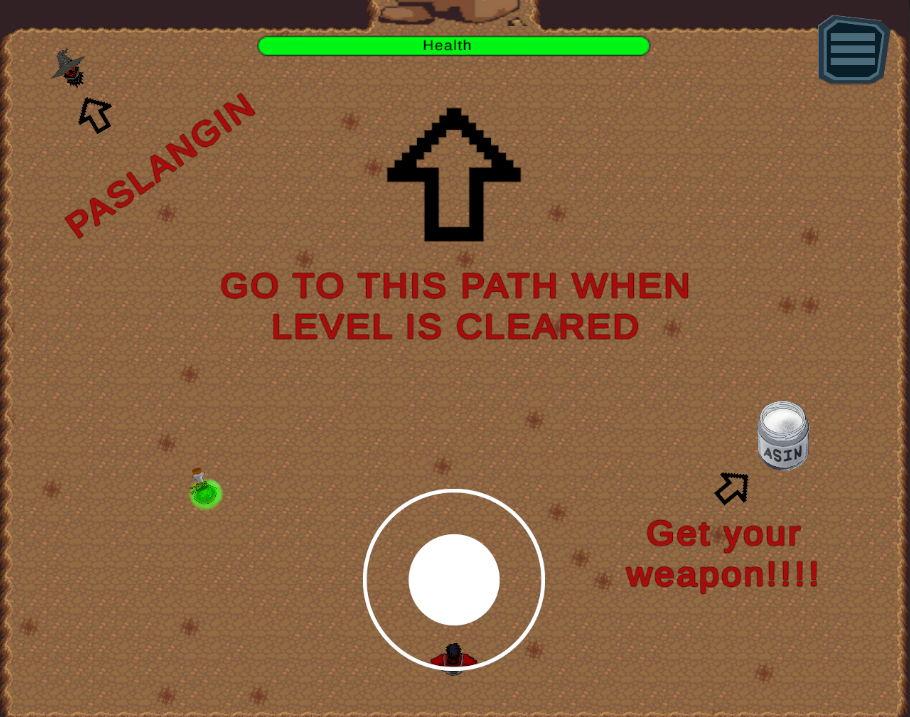 Health
PASLANGIN
GO TO THIS PATH WHEN
LEVEL IS CLEARED
ASIN
Get your
weapon!!!!